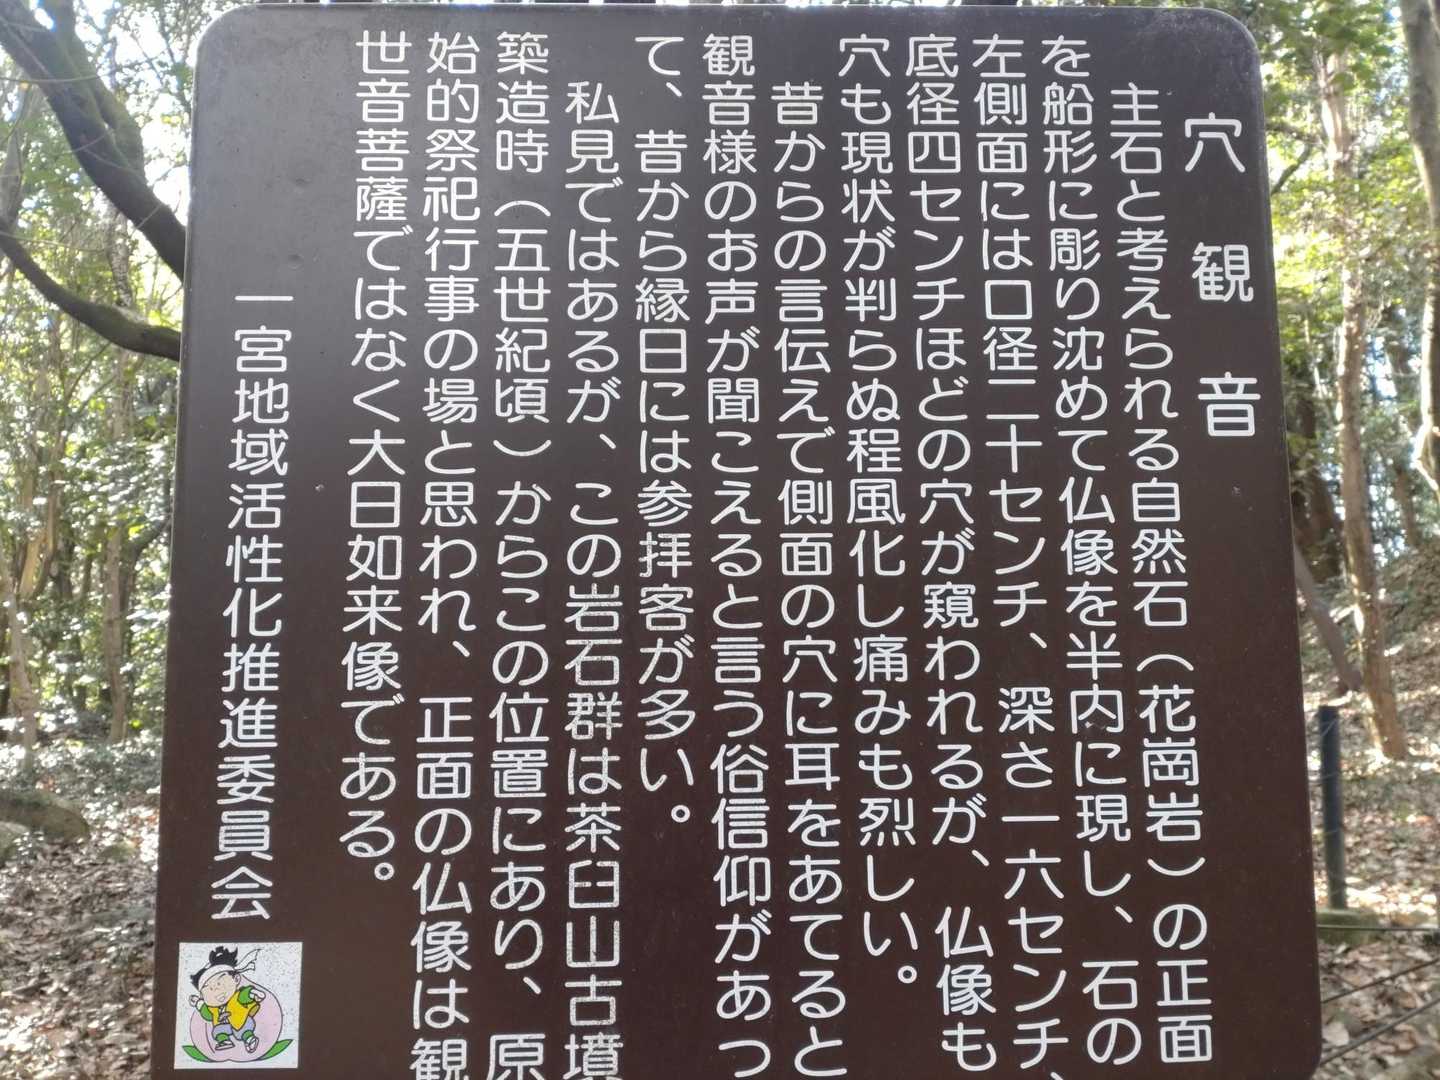 穴観音
主石と考えられる自然石(花崗岩)の正面
を船形に彫り沈めて仏像を半内に現し、石の
左側面には口径二十センチ、深さ一六センチ、
底径四センチほどの穴が窺われるが、仏像も
穴も現状が判らぬ程風化し痛みも烈しい。
昔からの言伝えで側面の穴に耳をあてると
観音様のお声が聞こえると言う俗信仰があっ
て、昔から縁日には参拝客が多い。
私見ではあるが、この岩石群は茶臼山古墳
築造時(五世紀頃)からこの位置にあり、原
始的祭祀行事の場と思われ、正面の仏像は観
世音菩薩ではなく大日如来像である。
一宮地域活性化推進委員会